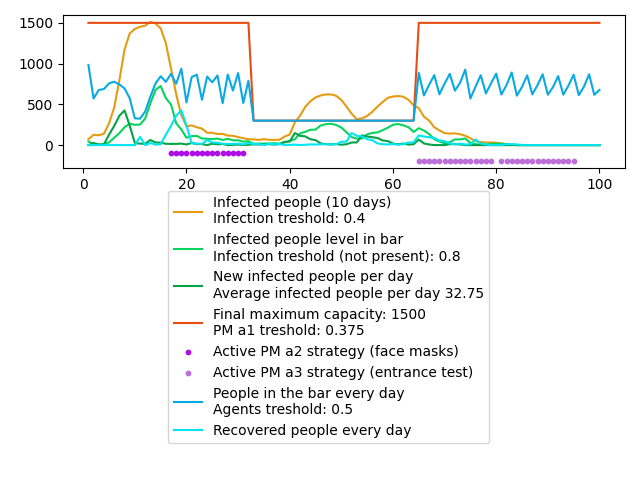 1500
1000
500
0
0 20 40 60 80 100
Infected people (10 days)
Infection treshold: 0.4
Infected people level in bar
Infection treshold (not present): 0.8
New infected people per day
Average infected people per day 32.75
Final maximum capacity: 1500
PM a1 treshold: 0.375
Active PM a2 strategy (face masks)
Active PM a3 strategy (entrance test)
People in the bar every day
Agents treshold: 0.5
Recovered people every day